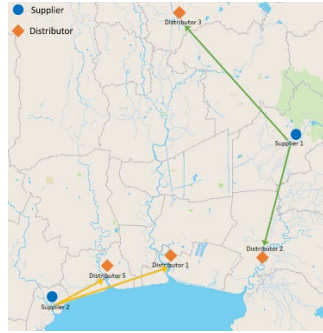 Supplier
Distributor
Distributor 3
Supplier 1
Distributor 2
Distributor 1
Distributor 5
Supplier 2